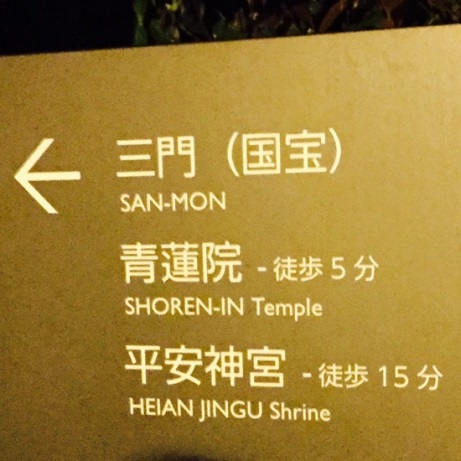 三門（国宝）
SAN-MON
青蓮院 - 徒歩 5 分
SHOREN-IN Temple
平安神宮 - 徒歩 15 分
HEIAN JINGU Shrine